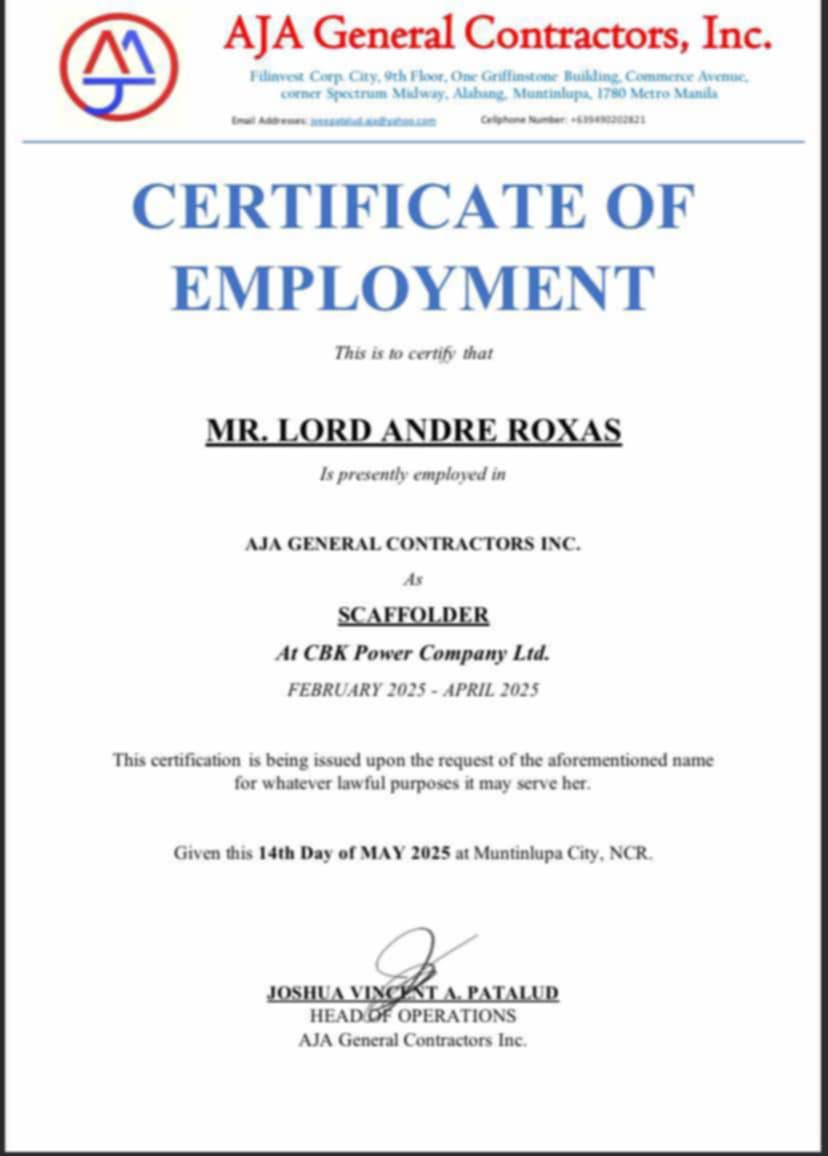 AJA General Contractors, Inc.
Filinvest Corp. City, 9th Floor, One Griffinstone Building, Commerce Avenue,
corner Spectrum Midway, Alabang, Muntinlupa, 1780 Metro Manila
Email Addresses: jveepatalud.aja@yahoo.com Cellphone Number: +639490202821
CERTIFICATE OF
EMPLOYMENT
This is to certify that
MR. LORD ANDRE ROXAS
Is presently employed in
AJA GENERAL CONTRACTORS INC.
As
SCAFFOLDER
At CBK Power Company Ltd.
FEBRUARY 2025 - APRIL 2025
This certification is being issued upon the request of the aforementioned name
for whatever lawful purposes it may serve her.
Given this 14th Day of MAY 2025 at Muntinlupa City, NCR.
JOSHUA VINCENT A. PATALUD
HEAD OF OPERATIONS
AJA General Contractors Inc.